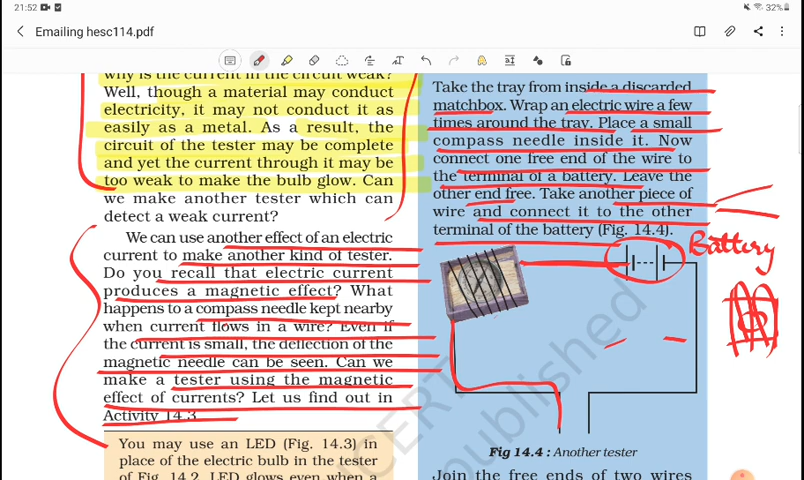 21:52
32%
Emailing hesc114.pdf
why is the current in the circuit weak?
Well, though a material may conduct
electricity, it may not conduct it as
easily as a metal. As a result, the
circuit of the tester may be complete
and yet the current through it may be
too weak to make the bulb glow. Can
we make another tester which can
detect a weak current?
We can use another effect of an electric
current to make another kind of tester.
Do you recall that electric current
produces a magnetic effect? What
happens to a compass needle kept nearby
when current flows in a wire? Even if
the current is small, the deflection of the
magnetic needle can be seen. Can we
make a tester using the magnetic
effect of currents? Let us find out in
Activity 14.3
You may use an LED (Fig. 14.3) in
place of the electric bulb in the tester
of Fig. 14.2. LED glows even when a
Take the tray from inside a discarded
matchbox. Wrap an electric wire a few
times around the tray. Place a small
compass needle inside it. Now
connect one free end of the wire to
the terminal of a battery. Leave the
other end free. Take another piece of
wire and connect it to the other
terminal of the battery (Fig. 14.4).
Battery
Fig 14.4 : Another tester
Join the free ends of two wires
NCERT
published